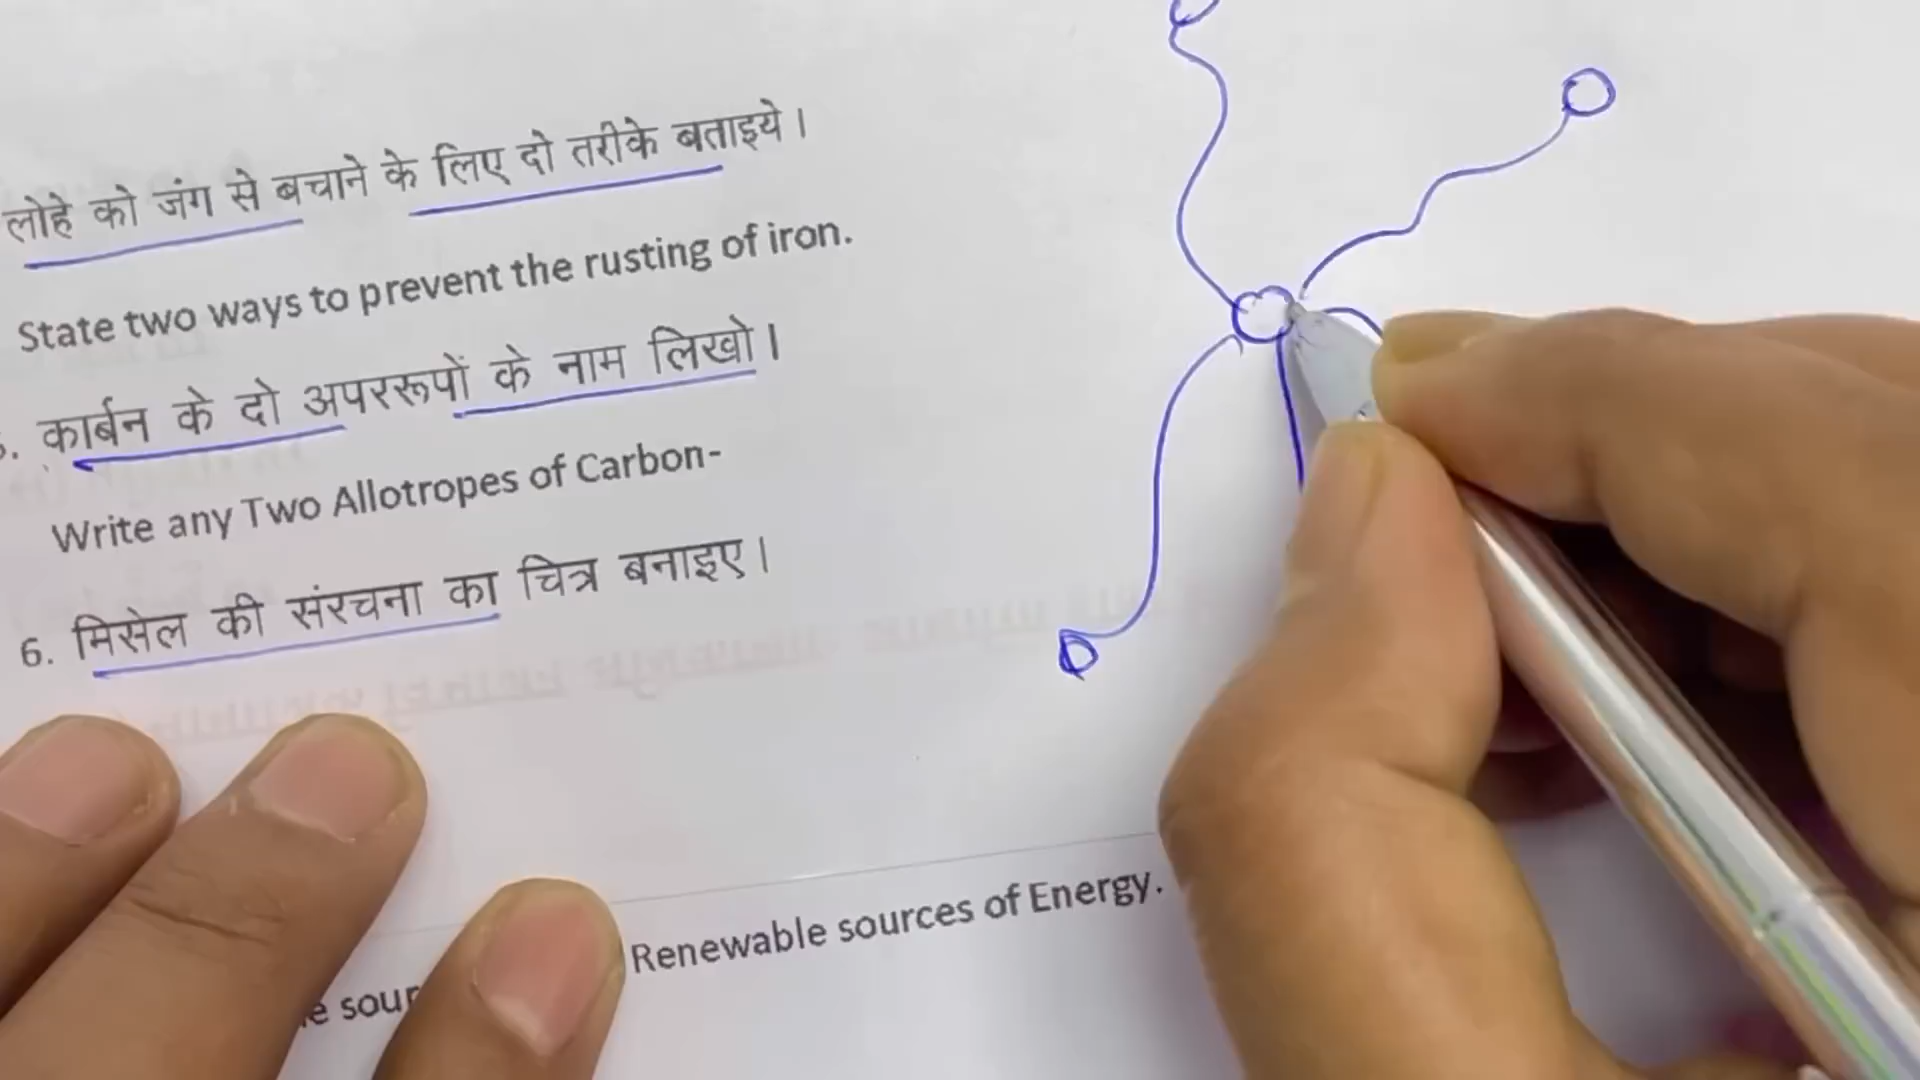 लोहे को जंग से बचाने के लिए दो तरीके बताइये।
State two ways to prevent the rusting of iron.
कार्बन के दो अपररूपों के नाम लिखो।
Write any Two Allotropes of Carbon-
6. मिसेल की संरचना का चित्र बनाइए।
Renewable sources of Energy.